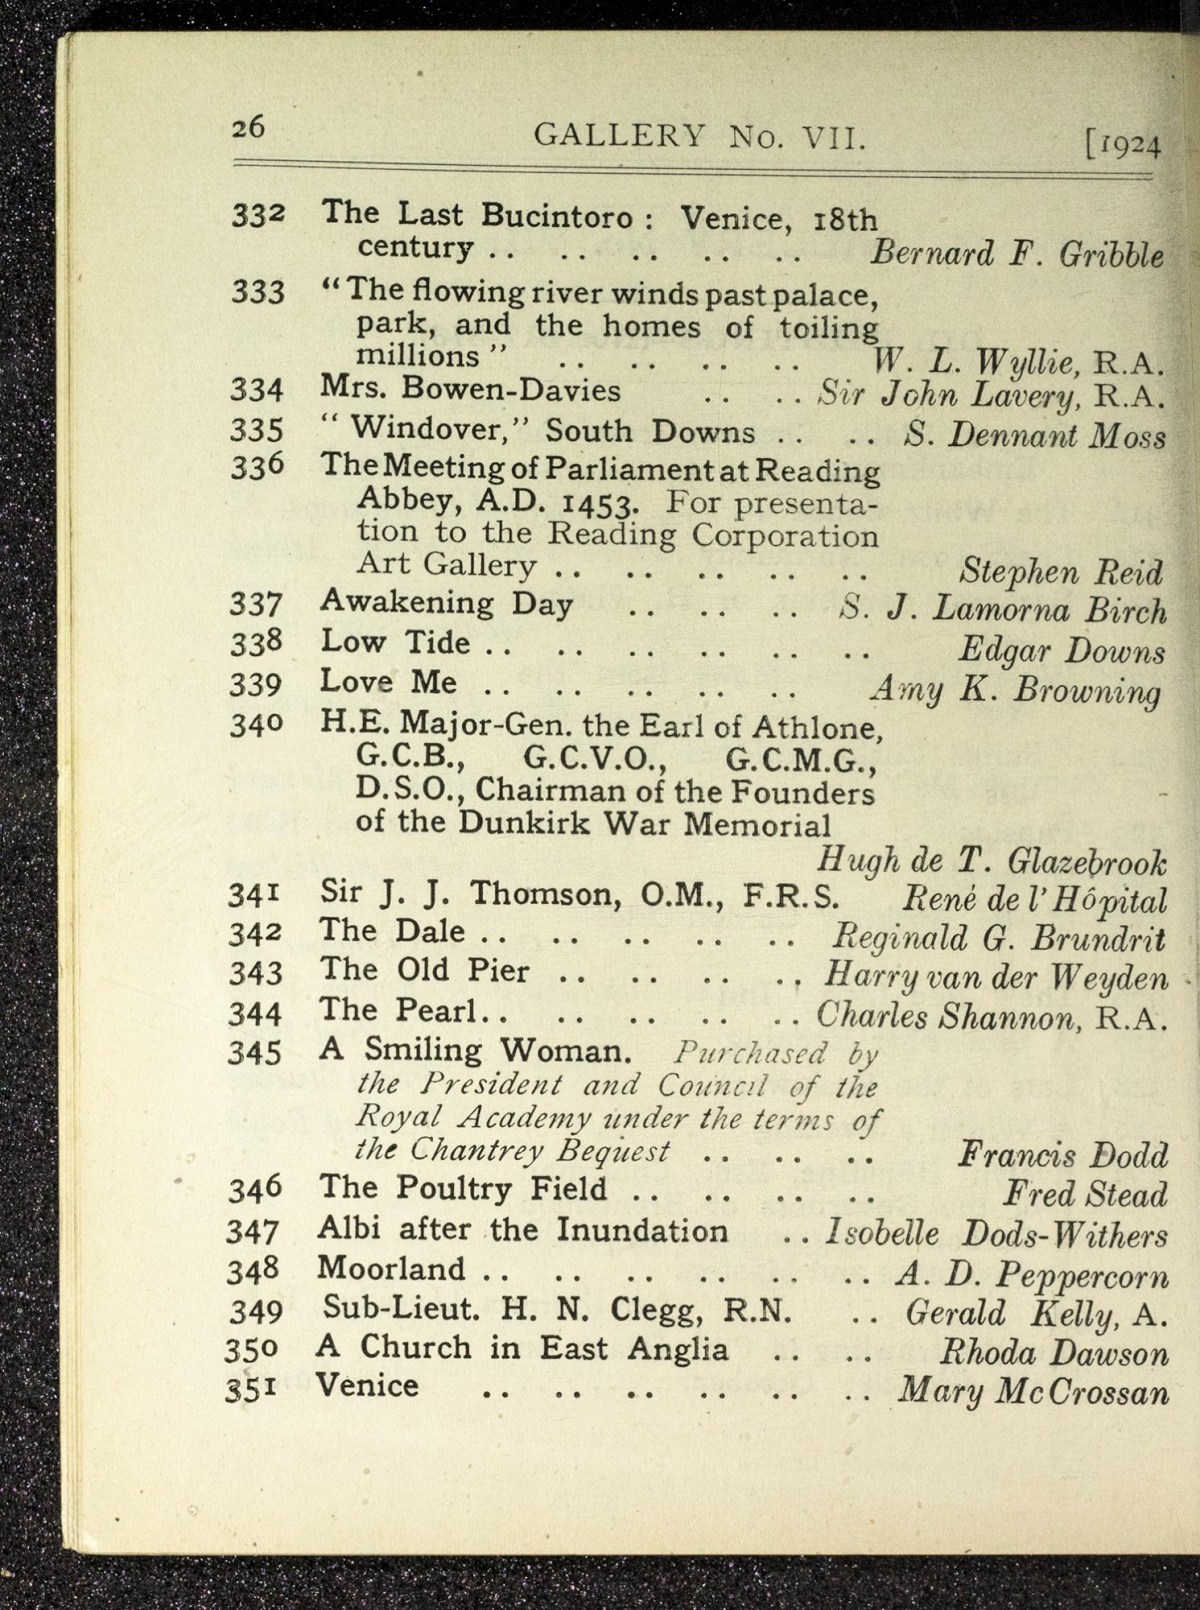 26 GALLERY No. VII. [1924
332 The Last Bucintoro : Venice, 18th
century .. .. .. .. .. Bernard F. Gribble
333 “The flowing river winds past palace,
park, and the homes of toiling
millions” .. .. .. .. W. L. Wyllie, R.A.
334 Mrs. Bowen-Davies .. .. Sir John Lavery, R.A.
335 “Windover,” South Downs .. .. S. Dennant Moss
336 The Meeting of Parliament at Reading
Abbey, A.D. 1453. For presenta-
tion to the Reading Corporation
Art Gallery .. .. .. .. .. Stephen Reid
337 Awakening Day .. .. .. S. J. Lamorna Birch
338 Low Tide .. .. .. .. .. .. Edgar Downs
339 Love Me .. .. .. .. .. Amy K. Browning
340 H.E. Major-Gen. the Earl of Athlone,
G.C.B., G.C.V.O., G.C.M.G.,
D.S.O., Chairman of the Founders
of the Dunkirk War Memorial
Hugh de T. Glazebrook
341 Sir J. J. Thomson, O.M., F.R.S. René de l’Hôpital
342 The Dale .. .. .. .. .. Reginald G. Brundrit
343 The Old Pier .. .. .. .. Harry van der Weyden
344 The Pearl .. .. .. .. .. Charles Shannon, R.A.
345 A Smiling Woman. Purchased by
the President and Council of the
Royal Academy under the terms of
the Chantrey Bequest .. .. .. Francis Dodd
346 The Poultry Field .. .. .. .. Fred Stead
347 Albi after the Inundation .. Isobelle Dods-Withers
348 Moorland .. .. .. .. .. .. A. D. Peppercorn
349 Sub-Lieut. H. N. Clegg, R.N. .. Gerald Kelly, A.
350 A Church in East Anglia .. .. Rhoda Dawson
351 Venice .. .. .. .. .. .. Mary McCrossan